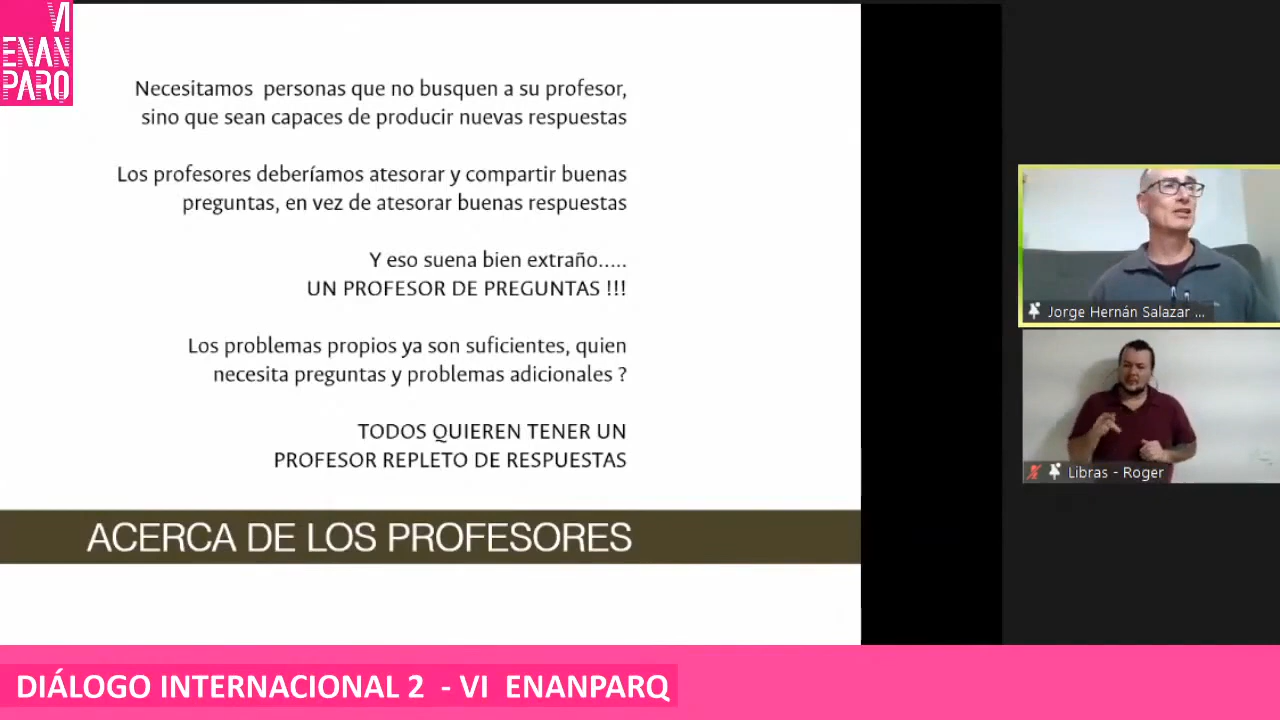 VI
ENAN
PARQ
Necesitamos personas que no busquen a su profesor,
sino que sean capaces de producir nuevas respuestas
Los profesores deberíamos atesorar y compartir buenas
preguntas, en vez de atesorar buenas respuestas
Y eso suena bien extraño.....
UN PROFESOR DE PREGUNTAS !!!
Los problemas propios ya son suficientes, quien
necesita preguntas y problemas adicionales ?
TODOS QUIEREN TENER UN
PROFESOR REPLETO DE RESPUESTAS
ACERCA DE LOS PROFESORES
Jorge Hernán Salazar ...
Libras - Roger
DIÁLOGO INTERNACIONAL 2 - VI ENANPARQ